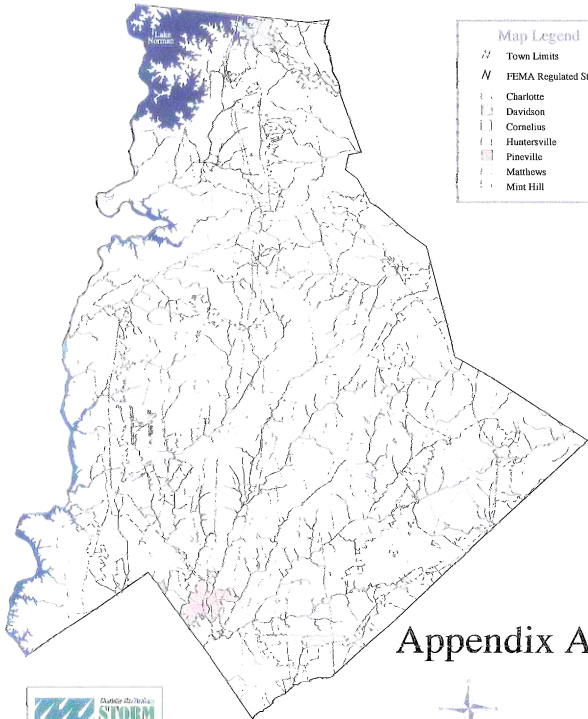 Lake
Norman
Map Legend
Town Limits
FEMA Regulated St
Charlotte
Davidson
Cornelius
Huntersville
Pineville
Matthews
Mint Hill
Appendix A
STORM